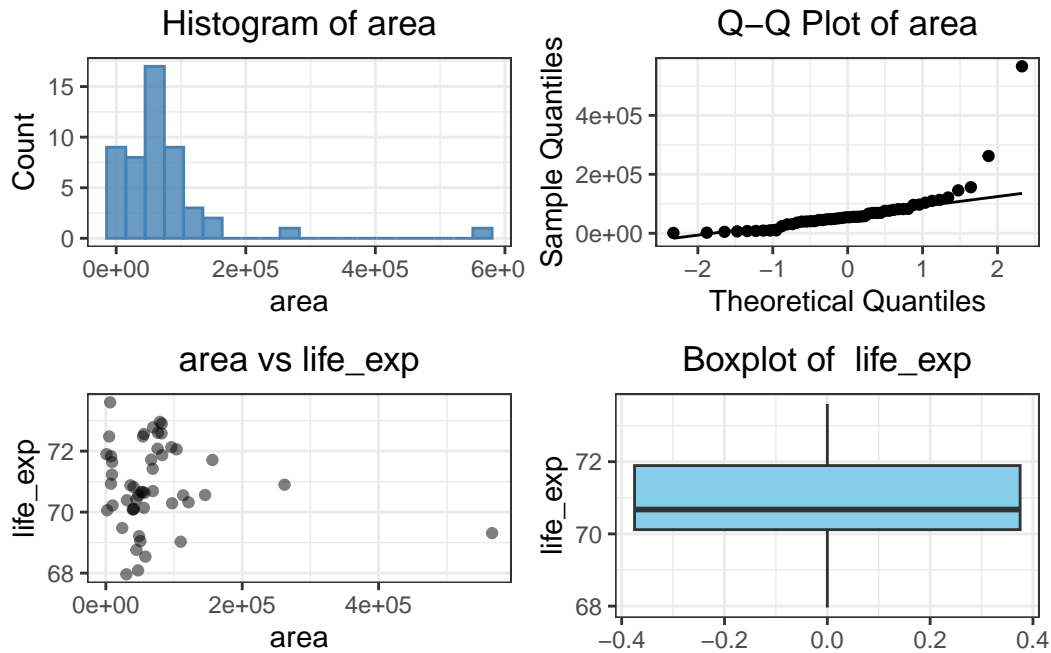 Histogram of area
Count
15
10
5
0
0e+00 2e+05 4e+05 6e+0
area
Q−Q Plot of area
Sample Quantiles
4e+05
2e+05
0e+00
−2 −1 0 1 2
Theoretical Quantiles
area vs life_exp
life_exp
72
70
68
0e+00 2e+05 4e+05
area
Boxplot of  life_exp
life_exp
72
70
68
−0.4 −0.2 0.0 0.2 0.4